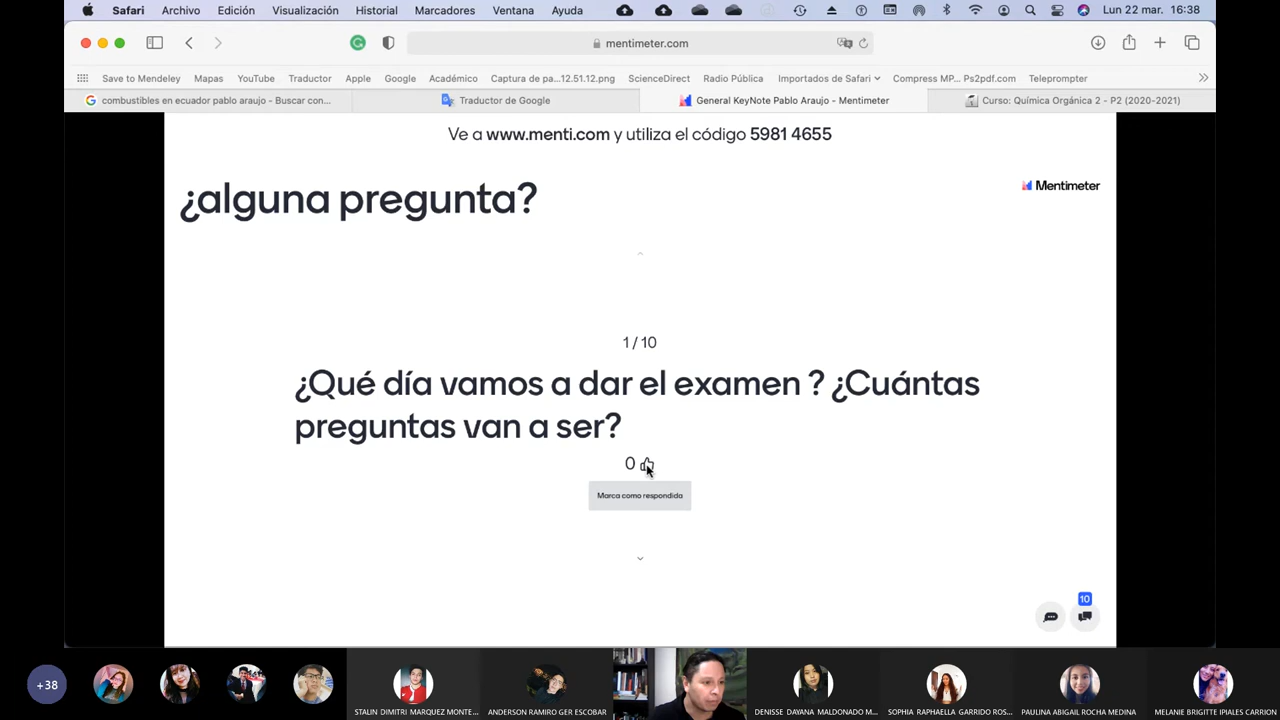 Safari Archivo Edición Visualización Historial Marcadores Ventana Ayuda Lun 22 mar. 16:38
mentimeter.com
Save to Mendeley Mapas YouTube Traductor Apple Google Académico Captura de pa...12.51.12.png ScienceDirect Radio Pública Importados de Safari Compress MP... Ps2pdf.com Teleprompter
combustibles en ecuador pablo araujo - Buscar con... Traductor de Google General KeyNote Pablo Araujo - Mentimeter Curso: Química Orgánica 2 - P2 (2020-2021)
Ve a www.menti.com y utiliza el código 5981 4655
Mentimeter
¿alguna pregunta?
1 / 10
¿Qué día vamos a dar el examen ? ¿Cuántas
preguntas van a ser?
0
Marca como respondida
10
+38
STALIN DIMITRI MARQUEZ MONTE... ANDERSON RAMIRO GER ESCOBAR DENISSE DAYANA MALDONADO M... SOPHIA RAPHAELLA GARRIDO ROS... PAULINA ABIGAIL ROCHA MEDINA MELANIE BRIGITTE IPIALES CARRION